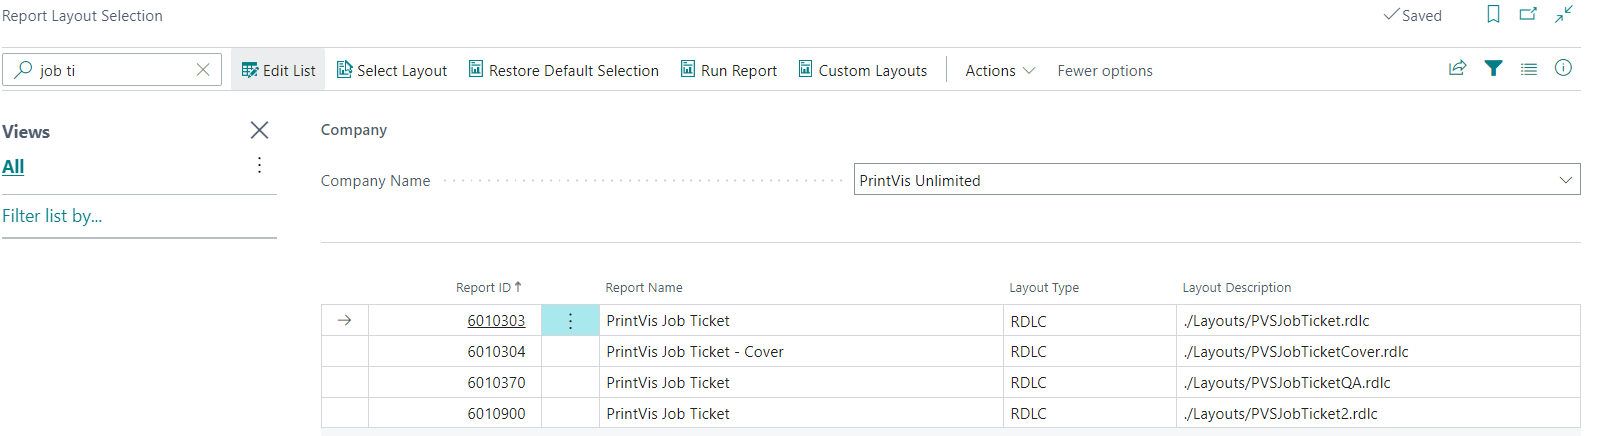 Report Layout Selection
Saved
job ti
Edit List
Select Layout
Restore Default Selection
Run Report
Custom Layouts
Actions
Fewer options
Views
All
Filter list by...
Company
Company Name
PrintVis Unlimited
Report ID Report Name Layout Type Layout Description
6010303 PrintVis Job Ticket RDLC ./Layouts/PVSJobTicket.rdlc
6010304 PrintVis Job Ticket - Cover RDLC ./Layouts/PVSJobTicketCover.rdlc
6010370 PrintVis Job Ticket RDLC ./Layouts/PVSJobTicketQA.rdlc
6010900 PrintVis Job Ticket RDLC ./Layouts/PVSJobTicket2.rdlc